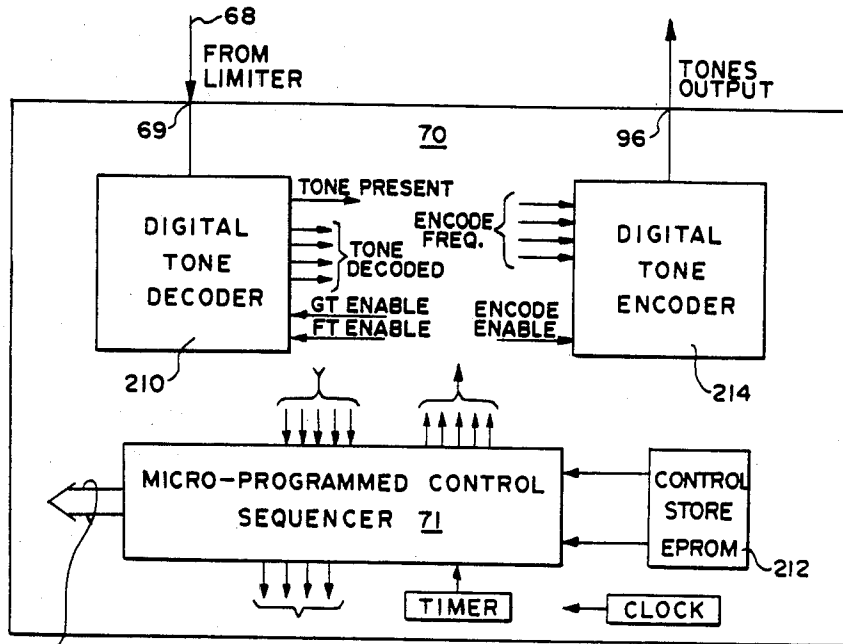 68
FROM
LIMITER
TONES
OUTPUT
69
70
96
DIGITAL
TONE
DECODER
TONE PRESENT
TONE
DECODED
GT ENABLE
FT ENABLE
210
ENCODE
FREQ.
ENCODE
ENABLE
DIGITAL
TONE
ENCODER
214
MICRO-PROGRAMMED CONTROL
SEQUENCER 71
CONTROL
STORE
EPROM
212
TIMER
CLOCK